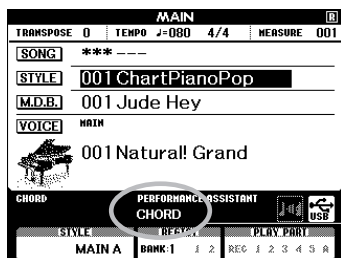 MAIN R
TRANSPOSE 0 TEMPO ♩=080 4/4 MEASURE 001
SONG *** ---
STYLE 001 ChartPianoPop
M.D.B. 001 Jude Hey
VOICE MAIN
001 Natural! Grand
CHORD PERFORMANCE ASSISTANT
CHORD
USB
STYLE REGIST PLAY PART
MAIN A BANK:1 1 2 REC 1 2 3 4 5 A